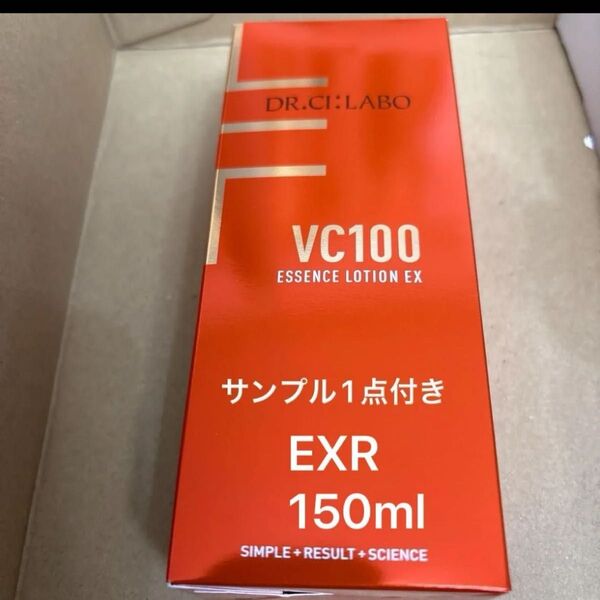 DR.CI:LABO
VC100
ESSENCE LOTION EX
サンプル1点付き
EXR
150ml
SIMPLE+RESULT+SCIENCE